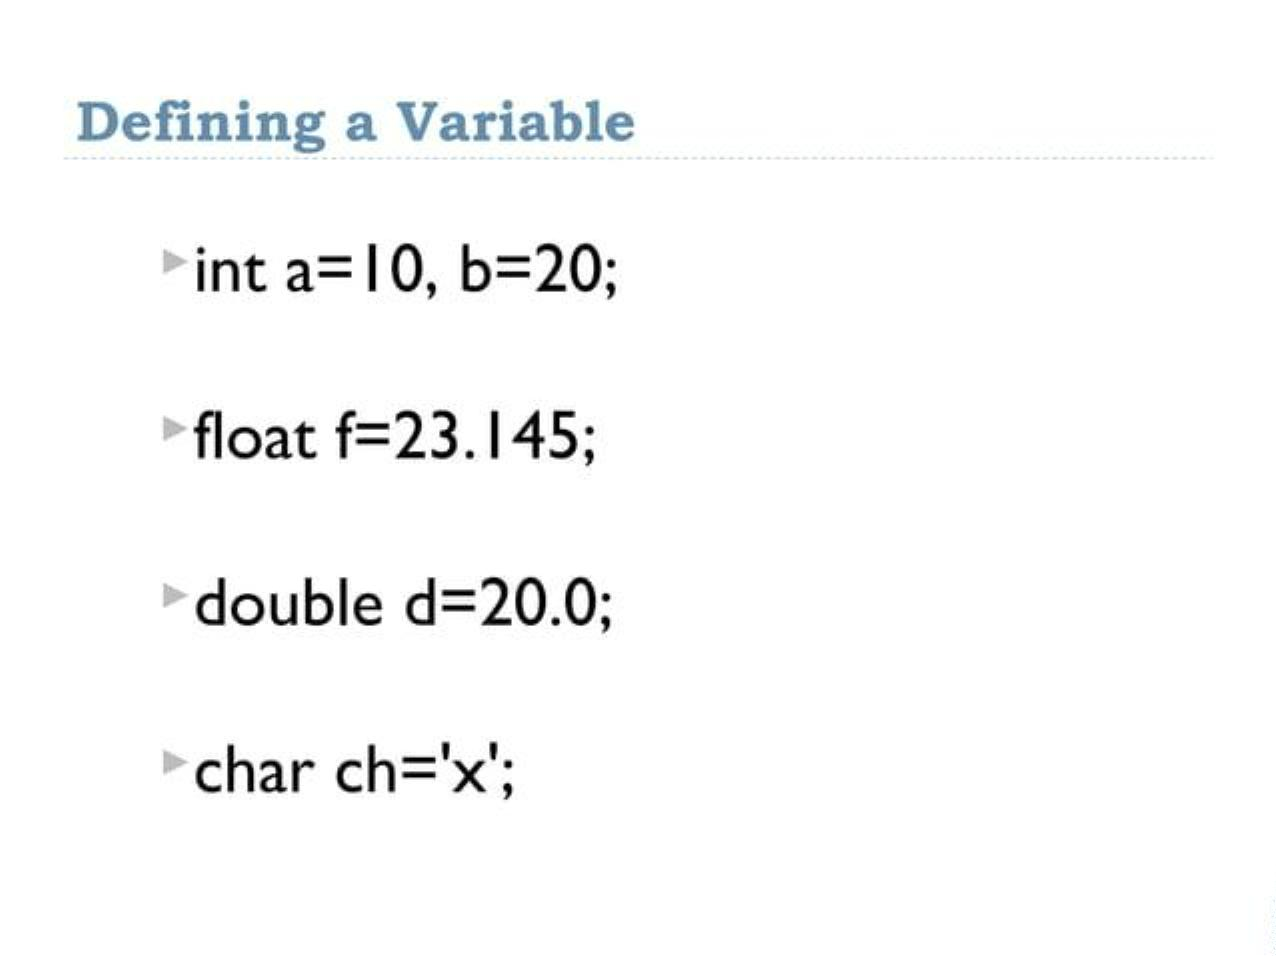 Defining a Variable
int a=10, b=20;
float f=23.145;
double d=20.0;
char ch='x';